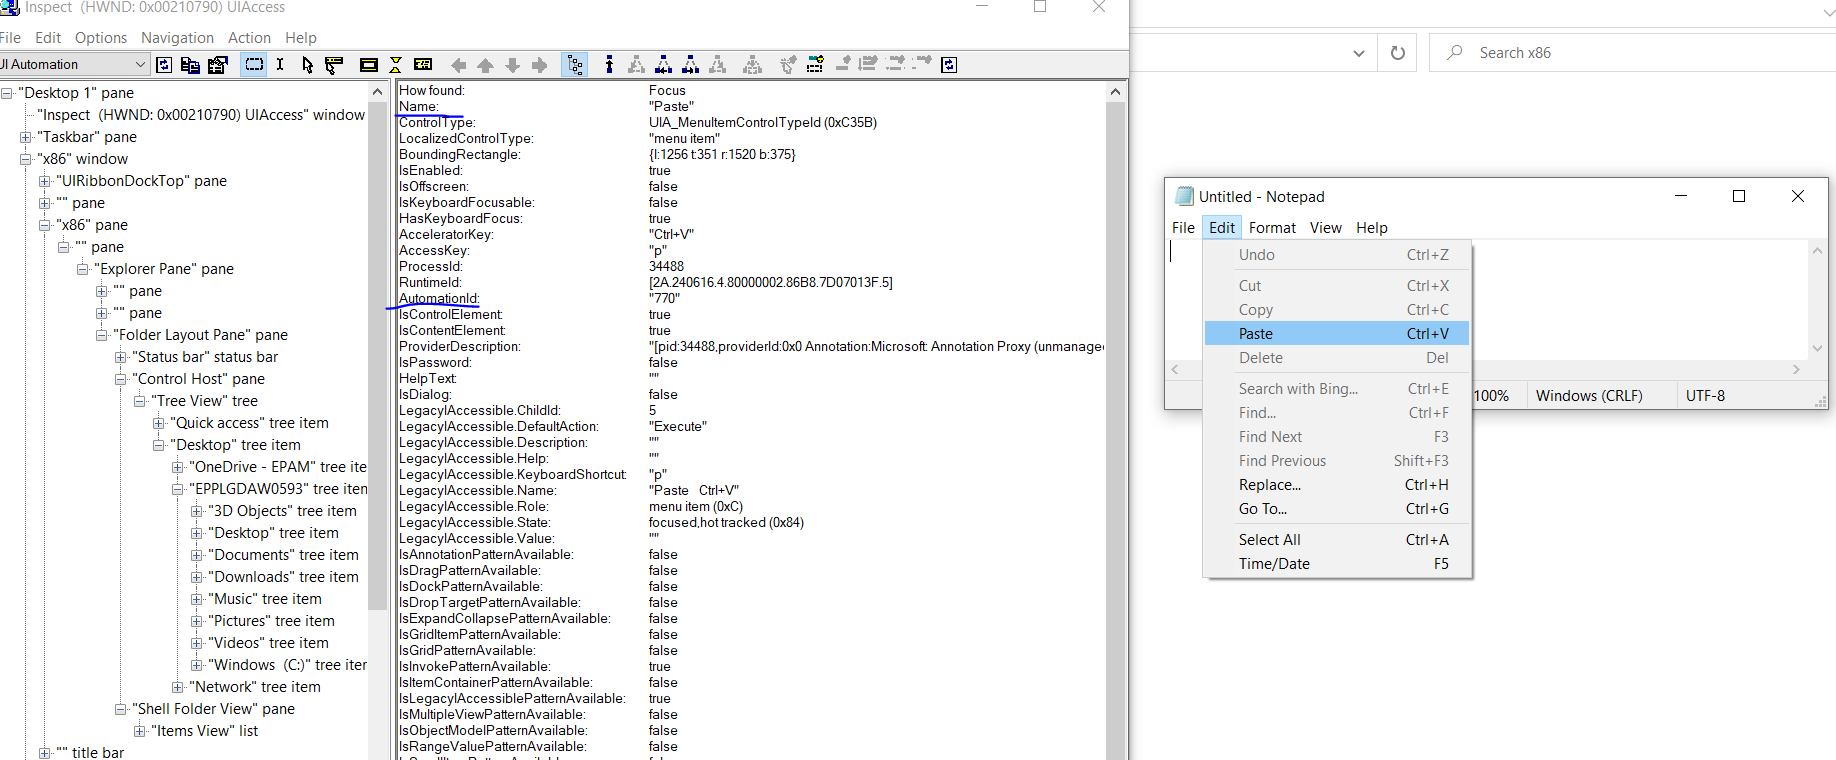 Inspect  (HWND: 0x00210790) UIAccess
File Edit Options Navigation Action Help
UI Automation
"Desktop 1" pane
"Inspect  (HWND: 0x00210790) UIAccess" window
"Taskbar" pane
"x86" window
"UIRibbonDockTop" pane
"" pane
"x86" pane
"" pane
"Explorer Pane" pane
"" pane
"" pane
"Folder Layout Pane" pane
"Status bar" status bar
"Control Host" pane
"Tree View" tree
"Quick access" tree item
"Desktop" tree item
"OneDrive - EPAM" tree ite
"EPPLGDAW0593" tree iten
"3D Objects" tree item
"Desktop" tree item
"Documents" tree item
"Downloads" tree item
"Music" tree item
"Pictures" tree item
"Videos" tree item
"Windows  (C:)" tree iter
"Network" tree item
"Shell Folder View" pane
"Items View" list
"" title bar
How found: Focus
Name: "Paste"
ControlType: UIA_MenuItemControlTypeId (0xC35B)
LocalizedControlType: "menu item"
BoundingRectangle: {l:1256 t:351 r:1520 b:375}
IsEnabled: true
IsOffscreen: false
IsKeyboardFocusable: false
HasKeyboardFocus: true
AcceleratorKey: "Ctrl+V"
AccessKey: "p"
ProcessId: 34488
RuntimeId: [2A.240616.4.80000002.86B8.7D07013F.5]
AutomationId: "770"
IsControlElement: true
IsContentElement: true
ProviderDescription: "[pid:34488,providerId:0x0 Annotation:Microsoft: Annotation Proxy (unmanage
IsPassword: false
HelpText: ""
IsDialog: false
LegacyIAccessible.ChildId: 5
LegacyIAccessible.DefaultAction: "Execute"
LegacyIAccessible.Description: ""
LegacyIAccessible.Help: ""
LegacyIAccessible.KeyboardShortcut: "p"
LegacyIAccessible.Name: "Paste   Ctrl+V"
LegacyIAccessible.Role: menu item (0xC)
LegacyIAccessible.State: focused,hot tracked (0x84)
LegacyIAccessible.Value: ""
IsAnnotationPatternAvailable: false
IsDragPatternAvailable: false
IsDockPatternAvailable: false
IsDropTargetPatternAvailable: false
IsExpandCollapsePatternAvailable: false
IsGridItemPatternAvailable: false
IsGridPatternAvailable: false
IsInvokePatternAvailable: true
IsItemContainerPatternAvailable: false
IsLegacyIAccessiblePatternAvailable: true
IsMultipleViewPatternAvailable: false
IsObjectModelPatternAvailable: false
IsRangeValuePatternAvailable: false
Search x86
Untitled - Notepad
File Edit Format View Help
Undo Ctrl+Z
Cut Ctrl+X
Copy Ctrl+C
Paste Ctrl+V
Delete Del
Search with Bing... Ctrl+E
Find... Ctrl+F
Find Next F3
Find Previous Shift+F3
Replace... Ctrl+H
Go To... Ctrl+G
Select All Ctrl+A
Time/Date F5
100% Windows (CRLF) UTF-8